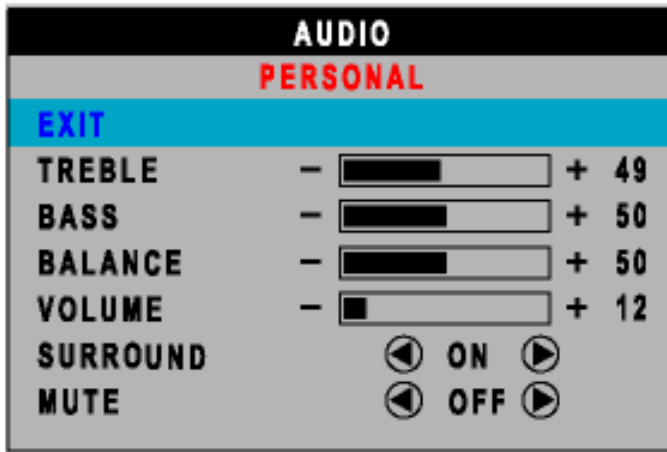 AUDIO
PERSONAL
EXIT
TREBLE - + 49
BASS - + 50
BALANCE - + 50
VOLUME - + 12
SURROUND ON
MUTE OFF